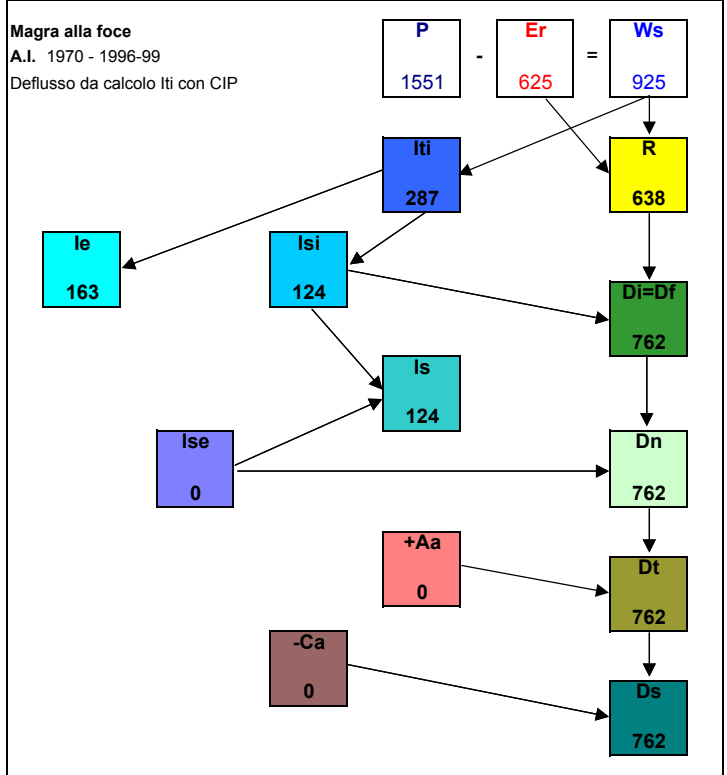 Magra alla foce
A.I. 1970 - 1996-99
Deflusso da calcolo Iti con CIP
P - Er = Ws
1551 625 925
Iti R
287 638
Ie Isi
163 124
Di=Df
762
Is
124
Ise Dn
0 762
+Aa Dt
0 762
-Ca Ds
0 762